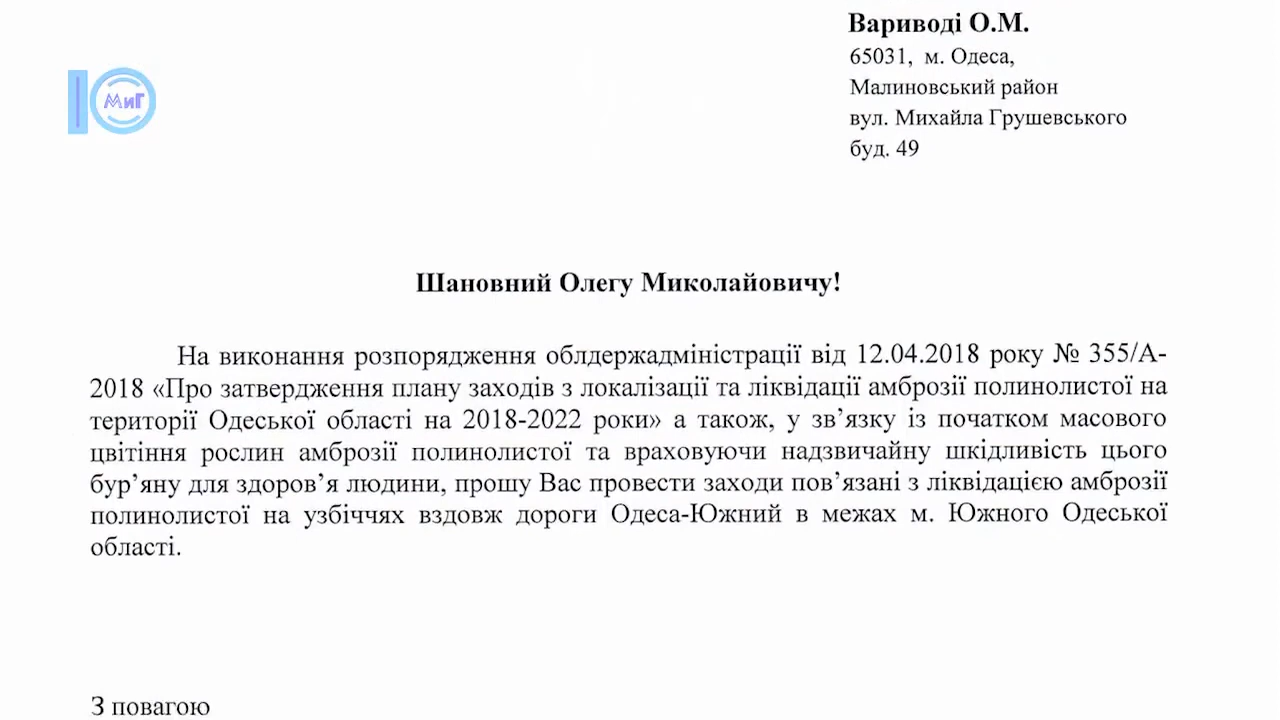 Вариводі О.М.
65031, м. Одеса,
Малиновський район
вул. Михайла Грушевського
буд. 49
МиГ
Шановний Олегу Миколайовичу!
На виконання розпорядження облдержадміністрації від 12.04.2018 року № 355/А-
2018 «Про затвердження плану заходів з локалізації та ліквідації амброзії полинолистої на
території Одеської області на 2018-2022 роки» а також, у зв’язку із початком масового
цвітіння рослин амброзії полинолистої та враховуючи надзвичайну шкідливість цього
бур’яну для здоров’я людини, прошу Вас провести заходи пов’язані з ліквідацією амброзії
полинолистої на узбіччях вздовж дороги Одеса-Южний в межах м. Южного Одеської
області.
З повагою